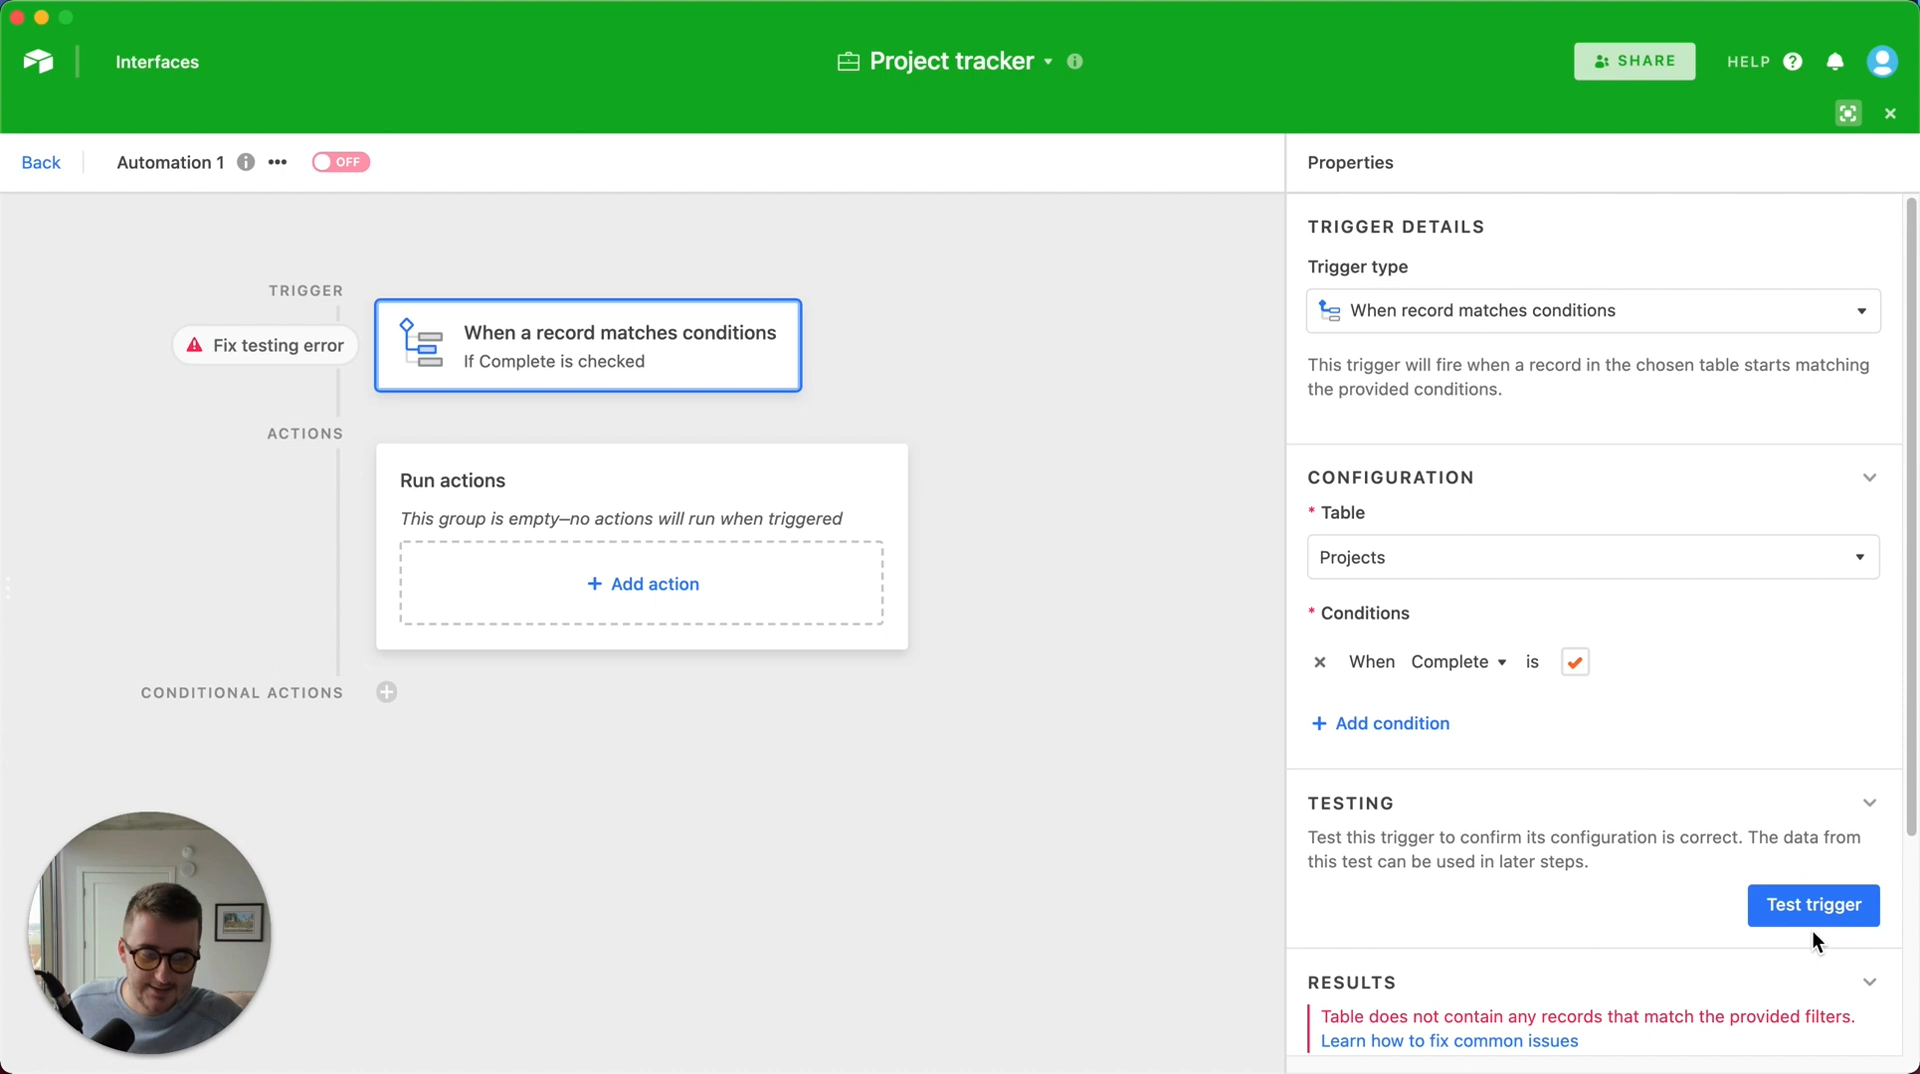 Interfaces
Project tracker
SHARE
HELP
Back
Automation 1
OFF
Properties
TRIGGER
Fix testing error
When a record matches conditions
If Complete is checked
ACTIONS
Run actions
This group is empty—no actions will run when triggered
+ Add action
CONDITIONAL ACTIONS
TRIGGER DETAILS
Trigger type
When record matches conditions
This trigger will fire when a record in the chosen table starts matching
the provided conditions.
CONFIGURATION
* Table
Projects
* Conditions
When Complete is
+ Add condition
TESTING
Test this trigger to confirm its configuration is correct. The data from
this test can be used in later steps.
Test trigger
RESULTS
Table does not contain any records that match the provided filters.
Learn how to fix common issues